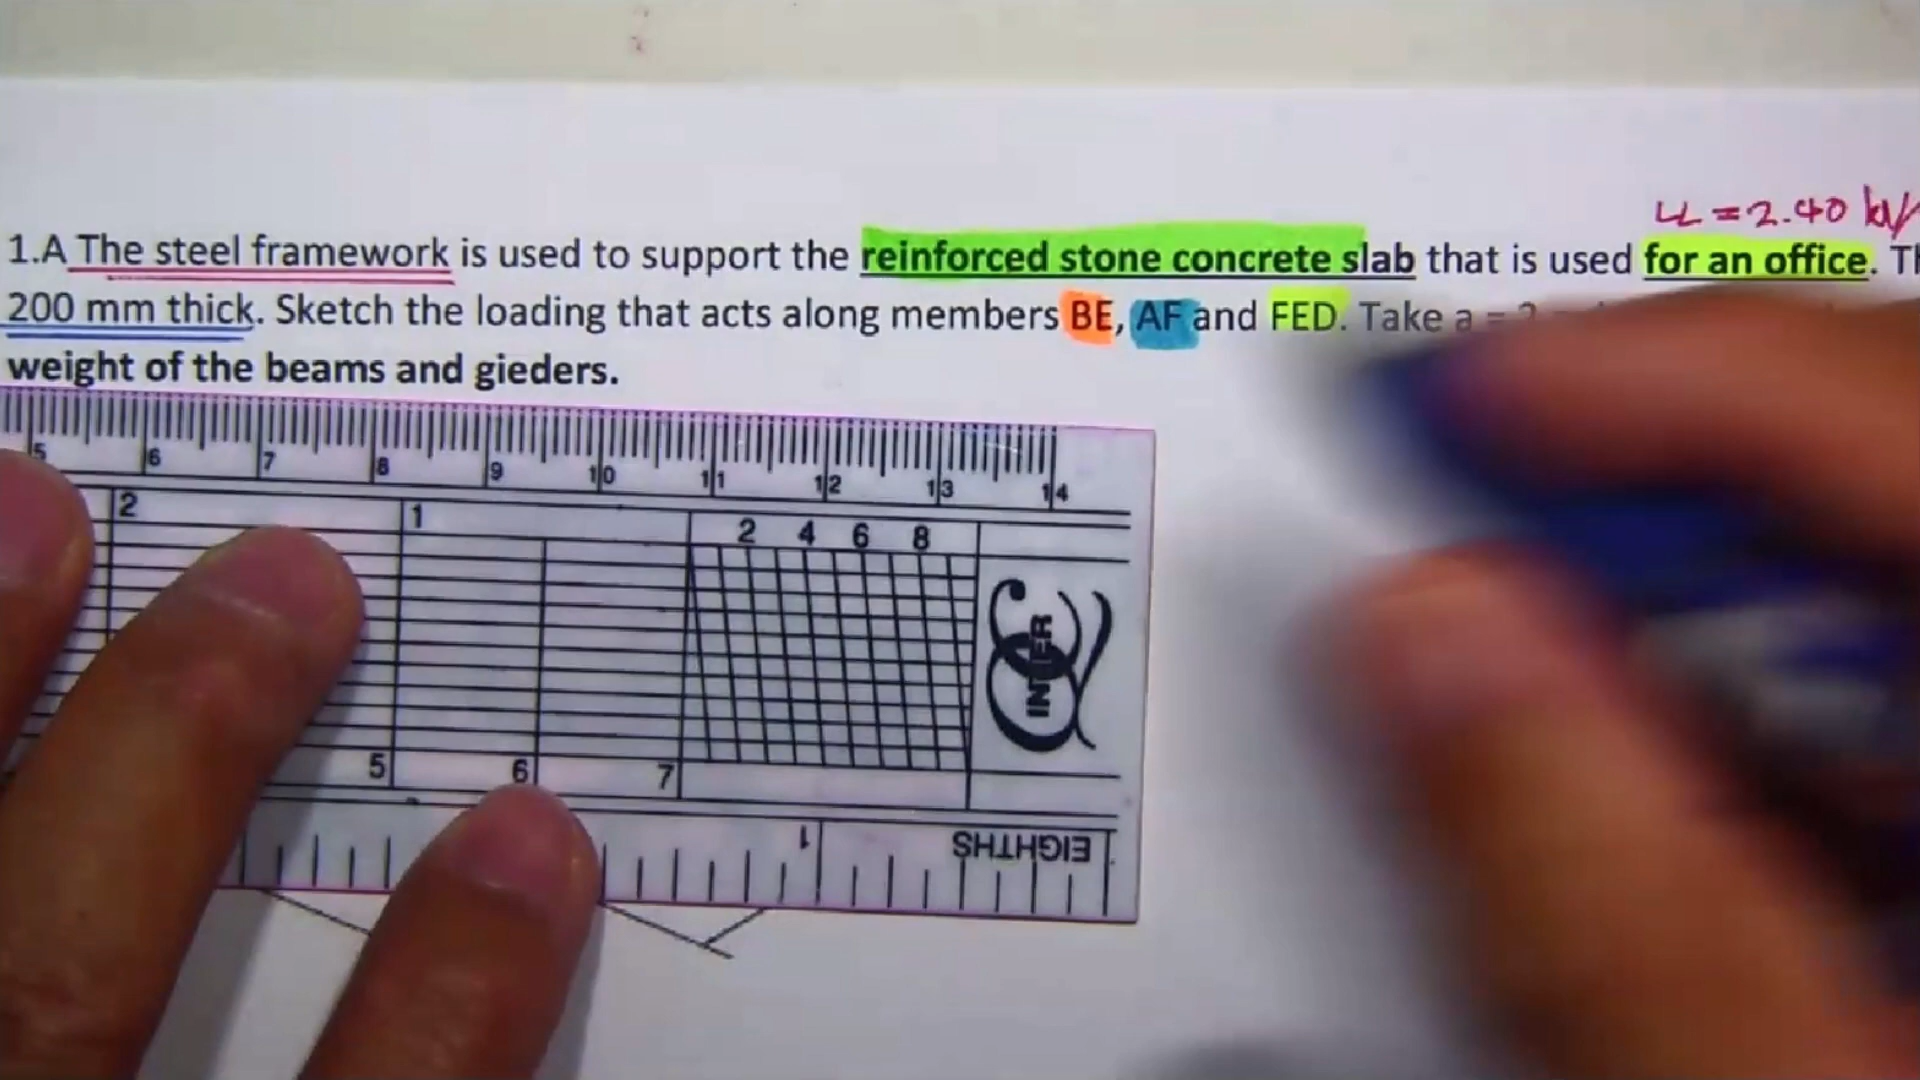 LL = 2.40
1.A The steel framework is used to support the reinforced stone concrete slab that is used for an office.
200 mm thick. Sketch the loading that acts along members BE, AF and FED. Take a =
weight of the beams and gieders.
5 6 7 8 9 10 11 12 13 14
2 1 2 4 6 8
INTER
5 6 7
1 EIGHTHS